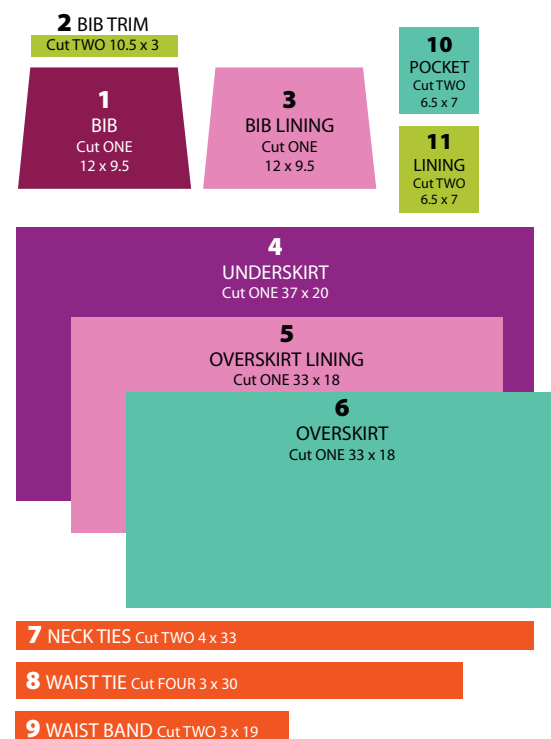 2 BIB TRIM
Cut TWO 10.5 x 3
1
BIB
Cut ONE
12 x 9.5
3
BIB LINING
Cut ONE
12 x 9.5
10
POCKET
Cut TWO
6.5 x 7
11
LINING
Cut TWO
6.5 x 7
4
UNDERSKIRT
Cut ONE 37 x 20
5
OVERSKIRT LINING
Cut ONE 33 x 18
6
OVERSKIRT
Cut ONE 33 x 18
7 NECK TIES Cut TWO 4 x 33
8 WAIST TIE Cut FOUR 3 x 30
9 WAIST BAND Cut TWO 3 x 19